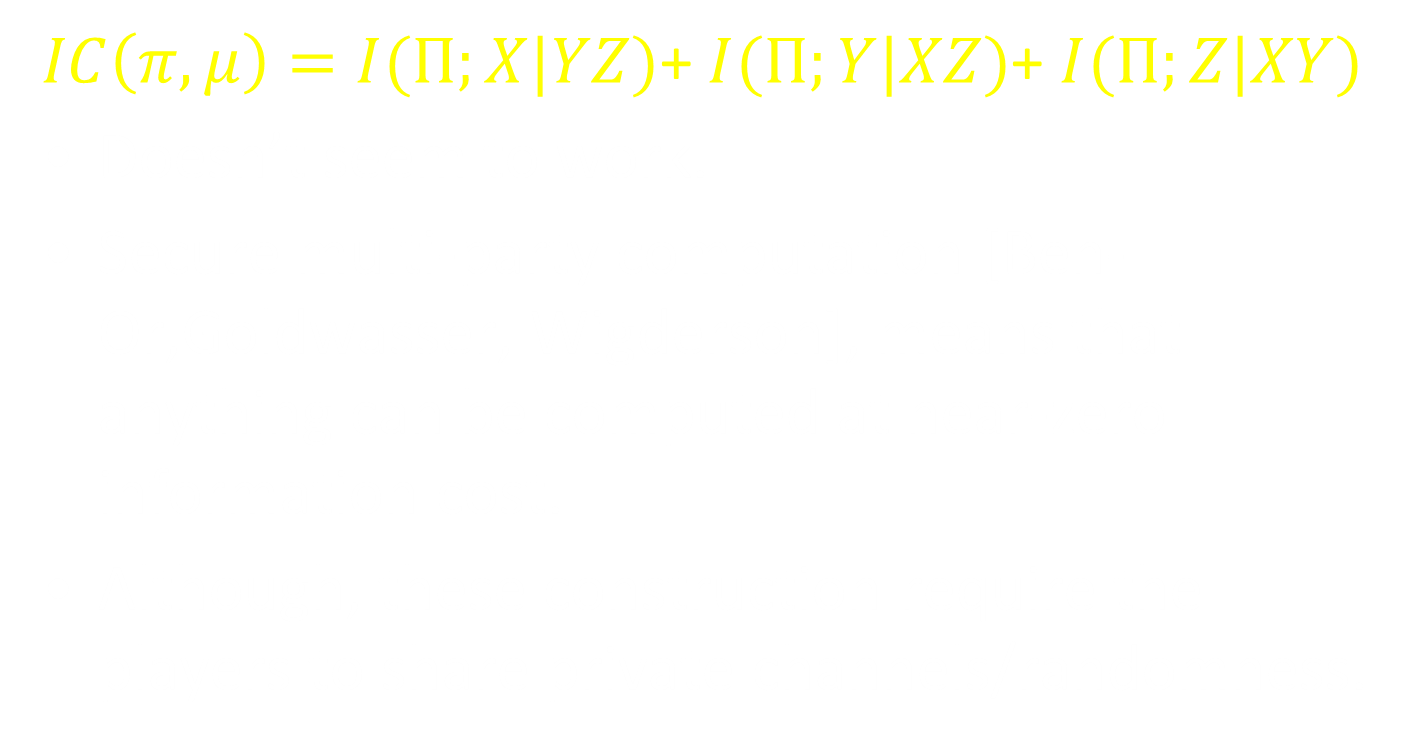 𝐼𝐶(𝜋, 𝜇) = 𝐼(Π; 𝑋|𝑌𝑍)+ 𝐼(Π; 𝑌|𝑋𝑍)+ 𝐼(Π; 𝑍|𝑋𝑌)